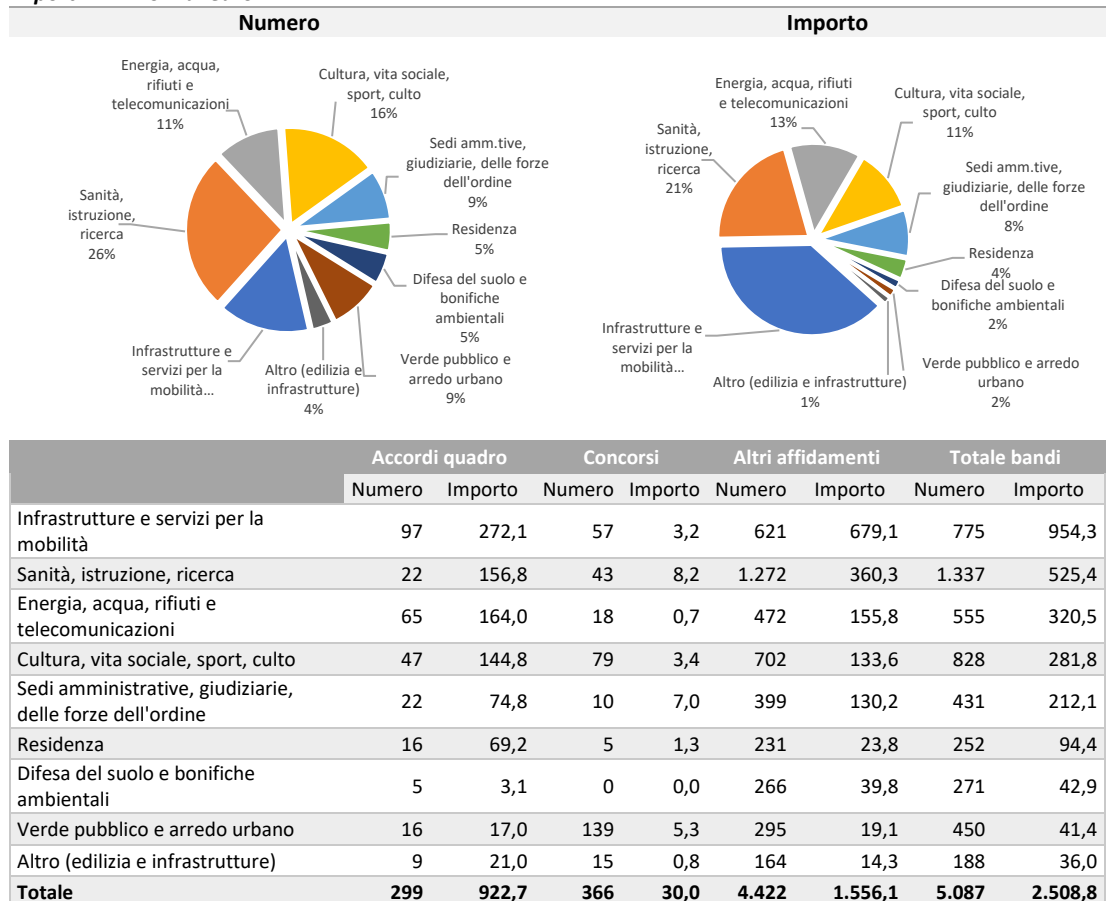 Numero
Importo
Energia, acqua,
rifiuti e
telecomunicazioni
11%
Cultura, vita sociale,
sport, culto
16%
Sedi amm.tive,
giudiziarie, delle forze
dell'ordine
9%
Residenza
5%
Difesa del suolo e
bonifiche
ambientali
5%
Verde pubblico e
arredo urbano
9%
Altro (edilizia e
infrastrutture)
4%
Infrastrutture e
servizi per la
mobilità...
Sanità,
istruzione,
ricerca
26%
Energia, acqua, rifiuti
e telecomunicazioni
13%
Cultura, vita sociale,
sport, culto
11%
Sedi amm.tive,
giudiziarie, delle forze
dell'ordine
8%
Residenza
4%
Difesa del suolo e
bonifiche ambientali
2%
Verde pubblico e arredo
urbano
2%
Altro (edilizia e infrastrutture)
1%
Infrastrutture e
servizi per la
mobilità...
Sanità,
istruzione,
ricerca
21%
Accordi quadro Concorsi Altri affidamenti Totale bandi
Numero Importo Numero Importo Numero Importo Numero Importo
Infrastrutture e servizi per la
mobilità 97 272,1 57 3,2 621 679,1 775 954,3
Sanità, istruzione, ricerca 22 156,8 43 8,2 1.272 360,3 1.337 525,4
Energia, acqua, rifiuti e
telecomunicazioni 65 164,0 18 0,7 472 155,8 555 320,5
Cultura, vita sociale, sport, culto 47 144,8 79 3,4 702 133,6 828 281,8
Sedi amministrative, giudiziarie,
delle forze dell'ordine 22 74,8 10 7,0 399 130,2 431 212,1
Residenza 16 69,2 5 1,3 231 23,8 252 94,4
Difesa del suolo e bonifiche
ambientali 5 3,1 0 0,0 266 39,8 271 42,9
Verde pubblico e arredo urbano 16 17,0 139 5,3 295 19,1 450 41,4
Altro (edilizia e infrastrutture) 9 21,0 15 0,8 164 14,3 188 36,0
Totale 299 922,7 366 30,0 4.422 1.556,1 5.087 2.508,8